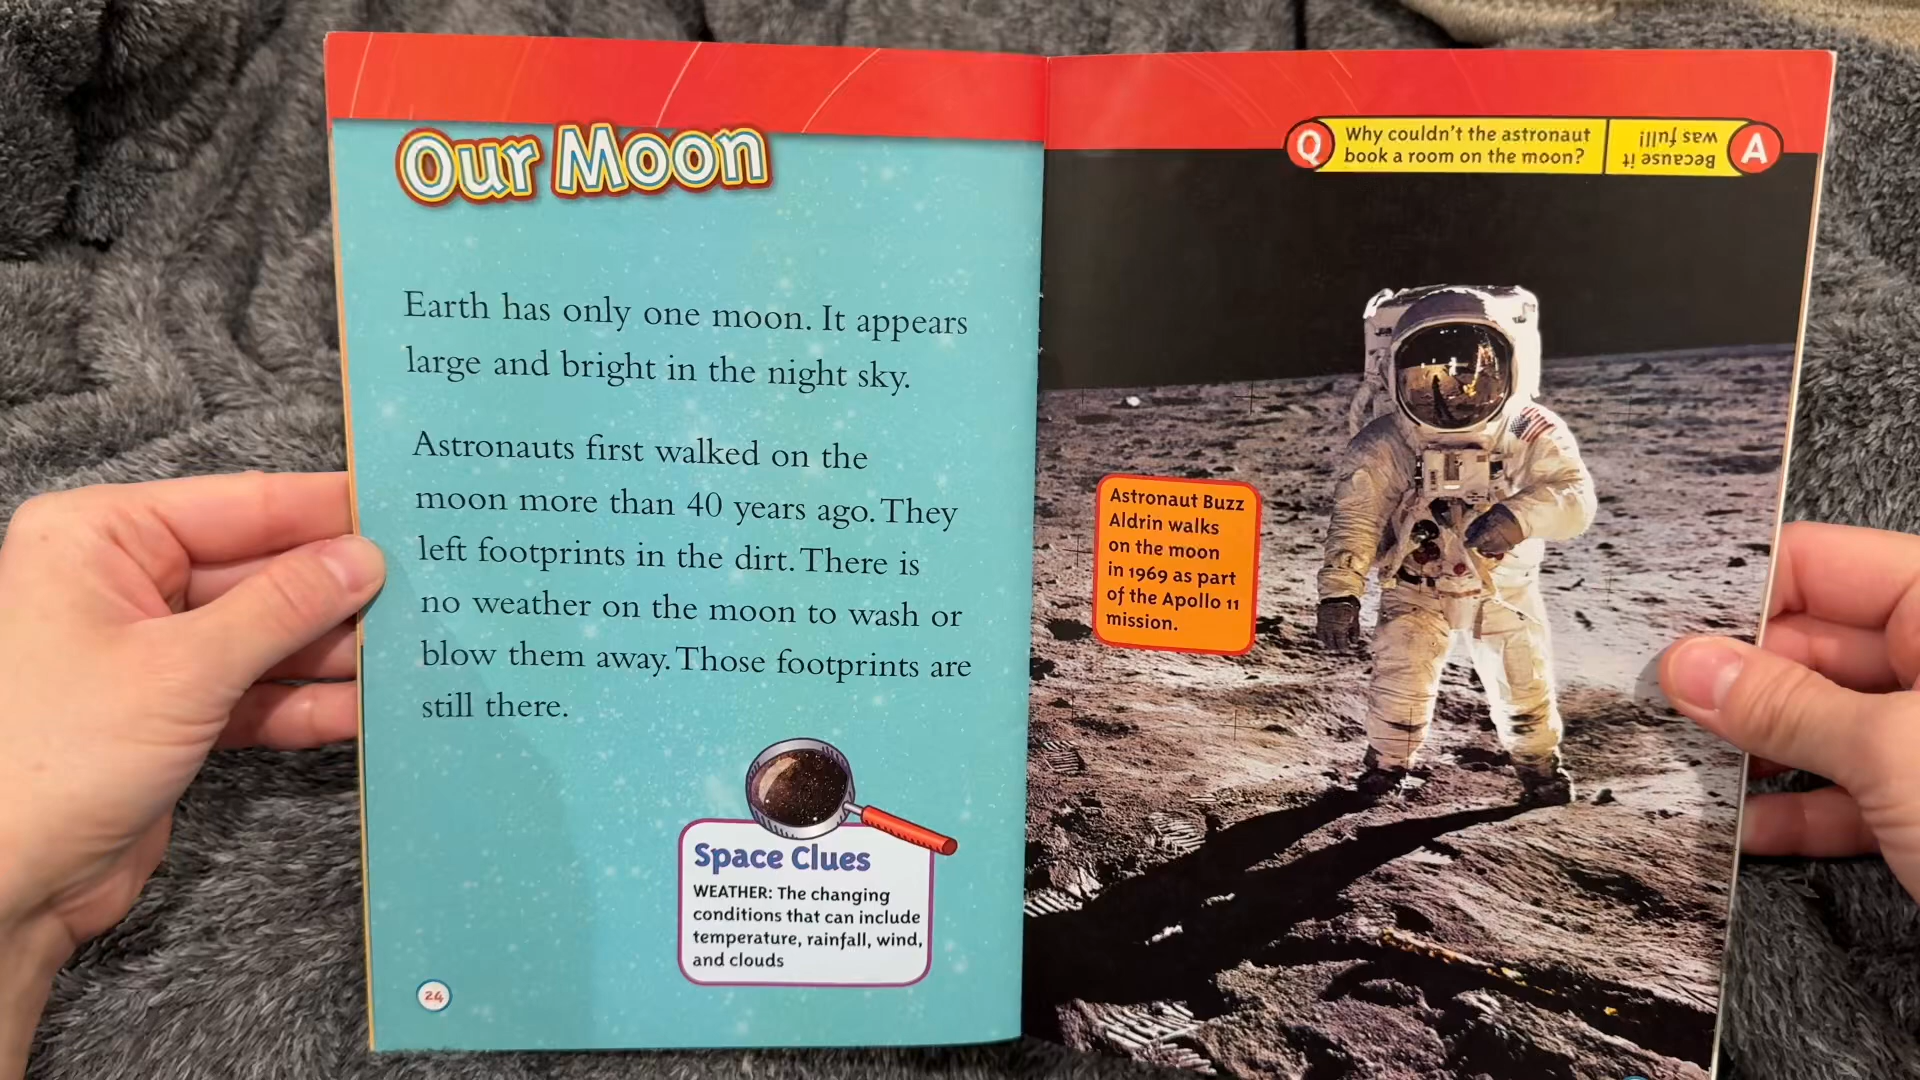 Our Moon
Earth has only one moon. It appears
large and bright in the night sky.
Astronauts first walked on the
moon more than 40 years ago. They
left footprints in the dirt. There is
no weather on the moon to wash or
blow them away. Those footprints are
still there.
Space Clues
WEATHER: The changing
conditions that can include
temperature, rainfall, wind,
and clouds
24
Q
Why couldn't the astronaut
book a room on the moon?
A
Because it
was full!
Astronaut Buzz
Aldrin walks
on the moon
in 1969 as part
of the Apollo 11
mission.